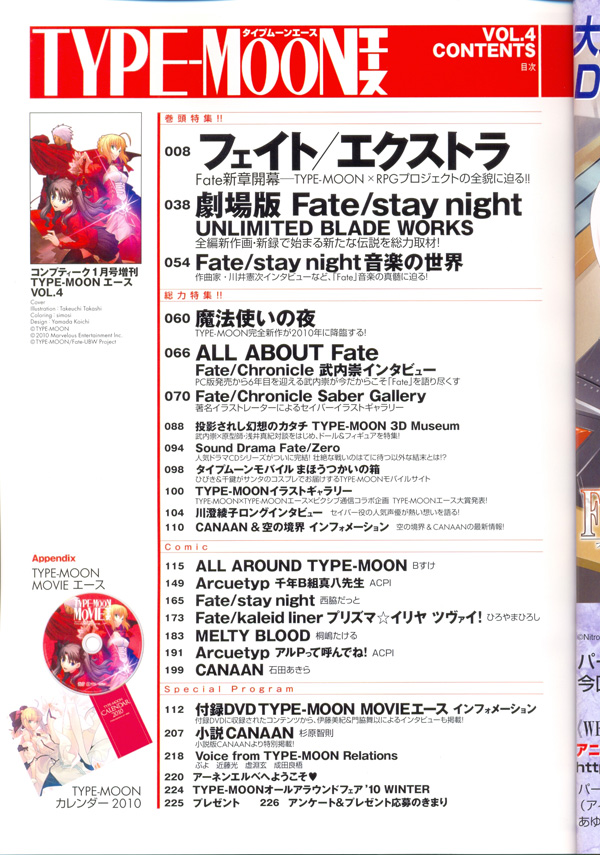 TYPE-MOONエース
タイプムーンエース
VOL.4
CONTENTS
目次
コンプティーク1月号増刊
TYPE-MOON エース
VOL.4
Cover
Illustration : Takeuchi Takashi
Coloring : simosi
Design : Yamada Koichi
©TYPE-MOON
©2010 Marvelous Entertainment Inc.
©TYPE-MOON/Fate-UBW Project
巻頭特集!!
008 フェイト/エクストラ
Fate新章開幕―TYPE-MOON×RPGプロジェクトの全貌に迫る!!
038 劇場版 Fate/stay night
UNLIMITED BLADE WORKS
全編新作画・新録で始まる新たな伝説を総力取材!
054 Fate/stay night音楽の世界
作曲家・川井憲次インタビューなど、「Fate」音楽の真髄に迫る!
総力特集!!
060 魔法使いの夜
TYPE-MOON完全新作が2010年に降臨する!
066 ALL ABOUT Fate
Fate/Chronicle 武内崇インタビュー
PC版発売から6年目を迎える武内崇が今だからこそ「Fate」を語り尽くす
070 Fate/Chronicle Saber Gallery
著名イラストレーターによるセイバーイラストギャラリー
088 投影されし幻想のカタチ TYPE-MOON 3D Museum
武内崇×原型師・浅井真紀対談をはじめ、ドール&フィギュアを特集!
094 Sound Drama Fate/Zero
人気ドラマCDシリーズがついに完結! 壮絶な戦いのはてに待つ以外な結末とは!?
098 タイプムーンモバイル まほうつかいの箱
ひびき&千鍵がサンタのコスプレでお届けするTYPE-MOONモバイルサイト
100 TYPE-MOONイラストギャラリー
TYPE-MOON×TYPE-MOONエース×ピクシブ通信コラボ企画 TYPE-MOONエース大賞発表!
104 川澄綾子ロングインタビュー セイバー役の人気声優が熱い想いを語る!
110 CANAAN & 空の境界 インフォメーション 空の境界&CANAANの最新情報!
Comic
115 ALL AROUND TYPE-MOON Bすけ
149 Arcuetyp 千年B組真八先生 ACPI
165 Fate/stay night 西脇だっと
173 Fate/kaleid liner プリズマ☆イリヤ ツヴァイ! ひろやまひろし
183 MELTY BLOOD 桐嶋たける
191 Arcuetyp アルPって呼んでね! ACPI
199 CANAAN 石田あきら
Special Program
112 付録DVD TYPE-MOON MOVIEエース インフォメーション
付録DVDに収録されたコンテンツから、伊藤美紀&門脇舞以によるインタビューも掲載!
207 小説 CANAAN 杉原智則
小説版CANAANより特別掲載!
218 Voice from TYPE-MOON Relations
ぶよ 近藤光 虚淵玄 成田良悟
220 アーネンエルベへようこそ♥
224 TYPE-MOONオールアラウンドフェア'10 WINTER
225 プレゼント 226 アンケート&プレゼント応募のきまり
Appendix
TYPE-MOON
MOVIE エース
TYPE-MOON
MOVIE
TYPE-MOON
CALENDAR
2010
TYPE-MOON
カレンダー 2010
大
D
F
©Nitro
パー
今回
《WE
アニ
htt
パー
（ア
あゆ